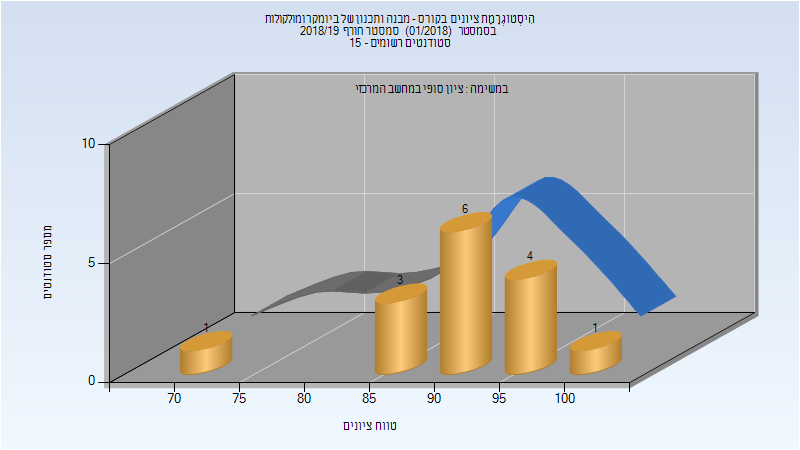 היסטוגרמת ציונים בקורס - מבנה ותכנון של ביומקרומולקולות
בסמסטר (01/2018) סמסטר חורף 2018/19
סטודנטים רשומים - 15
במשימה : ציון סופי במחשב המרכזי
10
5
0
מספר סטודנטים
1
3
6
4
1
70 75 80 85 90 95 100
טווח ציונים